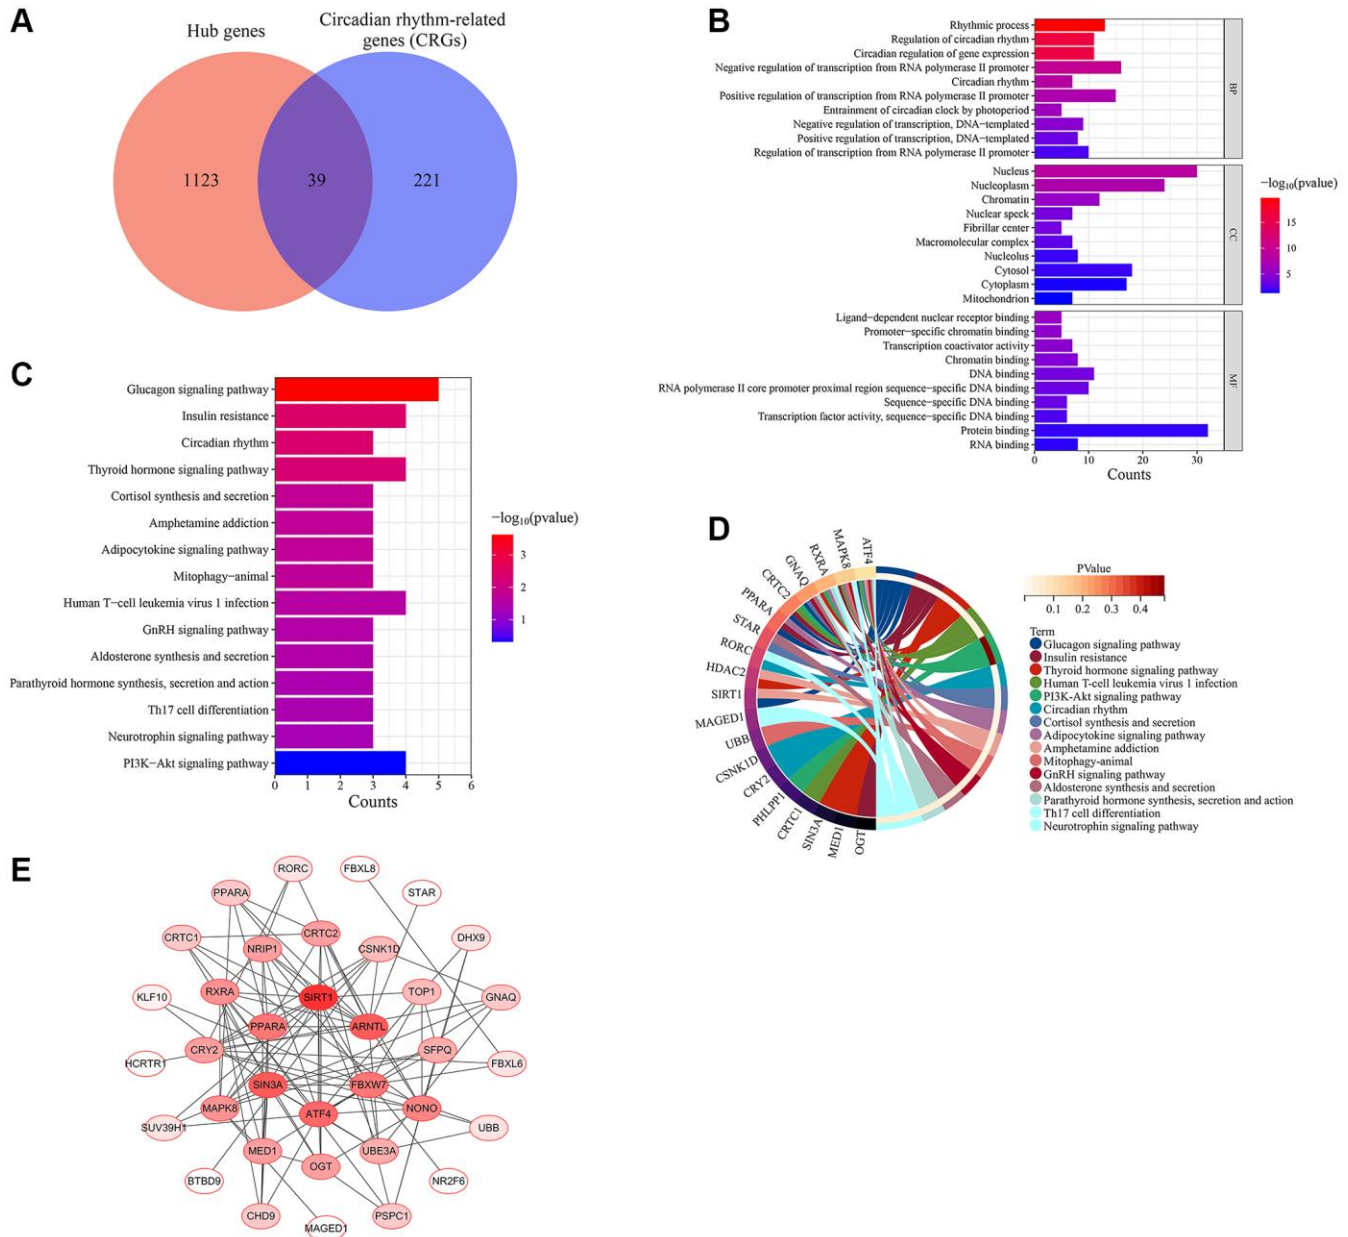 A
Hub genes
Circadian rhythm-related
genes (CRGs)
1123
39
221
B
Rhythmic process
Regulation of circadian rhythm
Circadian regulation of gene expression
Negative regulation of transcription from RNA polymerase II promoter
Circadian rhythm
Positive regulation of transcription from RNA polymerase II promoter
Entrainment of circadian clock by photoperiod
Negative regulation of transcription, DNA−templated
Positive regulation of transcription, DNA−templated
Regulation of transcription from RNA polymerase II promoter
BP
Nucleus
Nucleoplasm
Chromatin
Nuclear speck
Fibrillar center
Macromolecular complex
Nucleolus
Cytosol
Cytoplasm
Mitochondrion
CC
Ligand−dependent nuclear receptor binding
Promoter−specific chromatin binding
Transcription coactivator activity
Chromatin binding
DNA binding
RNA polymerase II core promoter proximal region sequence−specific DNA binding
Sequence−specific DNA binding
Transcription factor activity, sequence−specific DNA binding
Protein binding
RNA binding
MF
0 10 20 30
Counts
−log10(pvalue)
15
10
5
C
Glucagon signaling pathway
Insulin resistance
Circadian rhythm
Thyroid hormone signaling pathway
Cortisol synthesis and secretion
Amphetamine addiction
Adipocytokine signaling pathway
Mitophagy−animal
Human T−cell leukemia virus 1 infection
GnRH signaling pathway
Aldosterone synthesis and secretion
Parathyroid hormone synthesis, secretion and action
Th17 cell differentiation
Neurotrophin signaling pathway
PI3K−Akt signaling pathway
0 1 2 3 4 5 6
Counts
−log10(pvalue)
3
2
1
D
ATF4
MAPK8
RXRA
GNAQ
CRTC2
PPARA
STAR
RORC
HDAC2
SIRT1
MAGED1
UBB
CSNK1D
CRY2
PHLPP1
CRTC1
SIN3A
MED1
OGT
PValue
0.1 0.2 0.3 0.4
Term
Glucagon signaling pathway
Insulin resistance
Thyroid hormone signaling pathway
Human T-cell leukemia virus 1 infection
PI3K-Akt signaling pathway
Circadian rhythm
Cortisol synthesis and secretion
Adipocytokine signaling pathway
Amphetamine addiction
Mitophagy-animal
GnRH signaling pathway
Aldosterone synthesis and secretion
Parathyroid hormone synthesis, secretion and action
Th17 cell differentiation
Neurotrophin signaling pathway
E
RORC
FBXL8
PPARA
STAR
CRTC1
NRIP1
CRTC2
CSNK1D
DHX9
KLF10
RXRA
SIRT1
TOP1
GNAQ
PPARA
ARNTL
HCRTR1
CRY2
SFPQ
FBXL6
SIN3A
FBXW7
MAPK8
ATF4
NONO
SUV39H1
UBB
MED1
OGT
UBE3A
BTBD9
NR2F6
CHD9
MAGED1
PSPC1